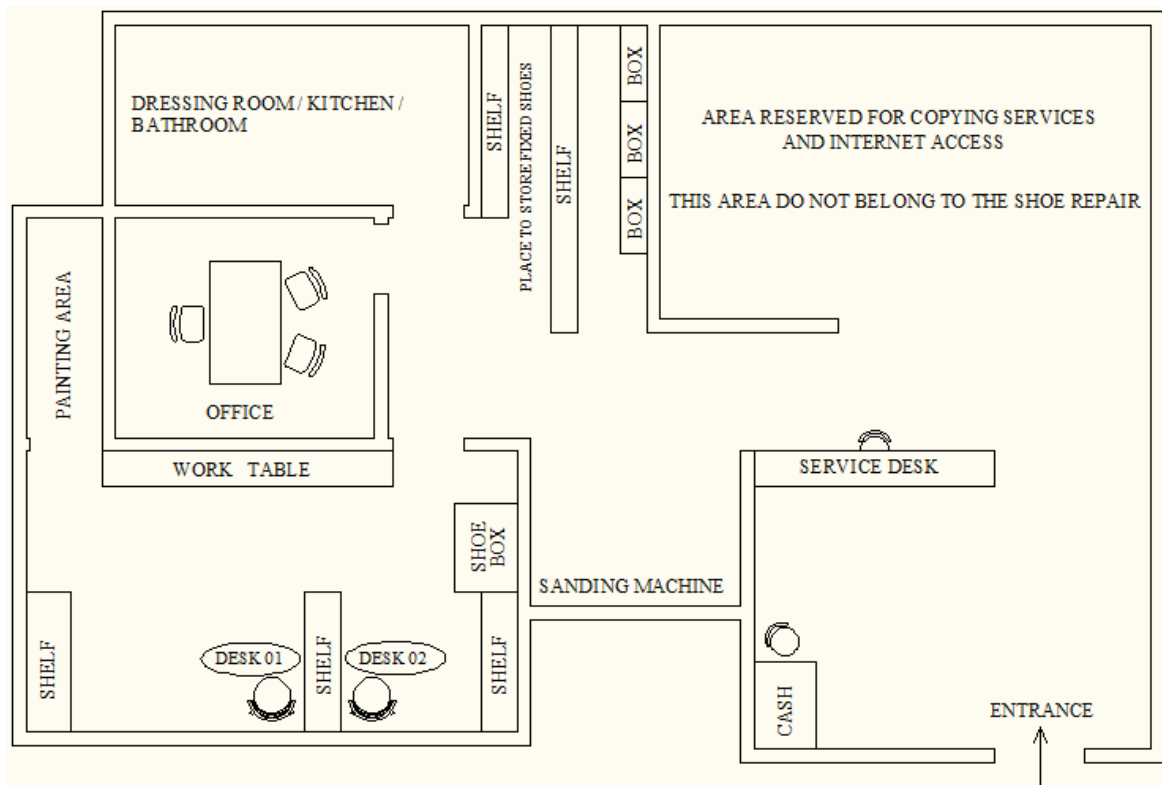 DRESSING ROOM / KITCHEN /
BATHROOM
SHELF
PLACE TO STORE FIXED SHOES
SHELF
BOX
BOX
BOX
AREA RESERVED FOR COPYING SERVICES
AND INTERNET ACCESS
THIS AREA DO NOT BELONG TO THE SHOE REPAIR
PAINTING AREA
OFFICE
WORK TABLE
SERVICE DESK
SHOE
BOX
SANDING MACHINE
SHELF
DESK 01
SHELF
DESK 02
SHELF
CASH
ENTRANCE